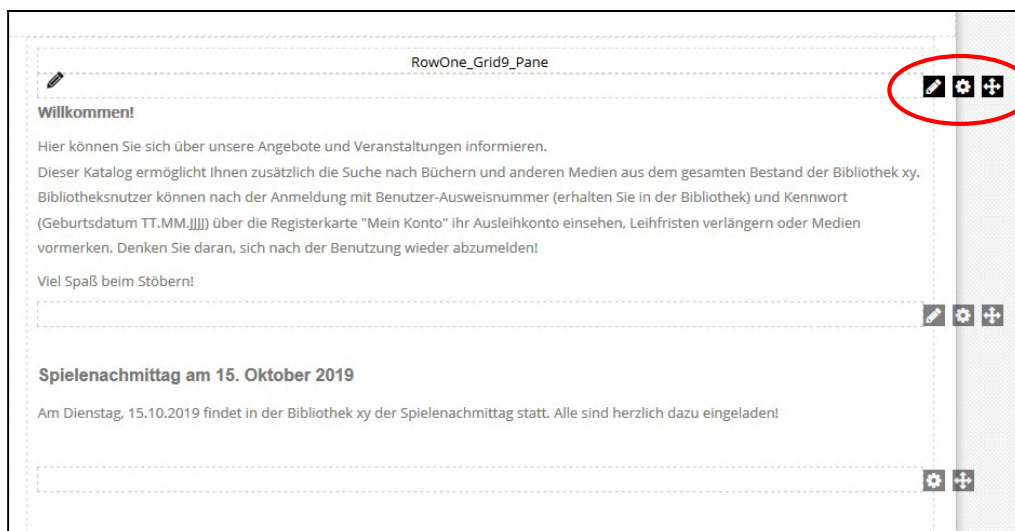 RowOne_Grid9_Pane
Willkommen!
Hier können Sie sich über unsere Angebote und Veranstaltungen informieren.
Dieser Katalog ermöglicht Ihnen zusätzlich die Suche nach Büchern und anderen Medien aus dem gesamten Bestand der Bibliothek xy.
Bibliotheksnutzer können nach der Anmeldung mit Benutzer-Ausweisnummer (erhalten Sie in der Bibliothek) und Kennwort
(Geburtsdatum TT.MM.JJJJ) über die Registerkarte "Mein Konto" ihr Ausleihkonto einsehen, Leihfristen verlängern oder Medien
vormerken. Denken Sie daran, sich nach der Benutzung wieder abzumelden!
Viel Spaß beim Stöbern!
Spielenachmittag am 15. Oktober 2019
Am Dienstag, 15.10.2019 findet in der Bibliothek xy der Spielenachmittag statt. Alle sind herzlich dazu eingeladen!